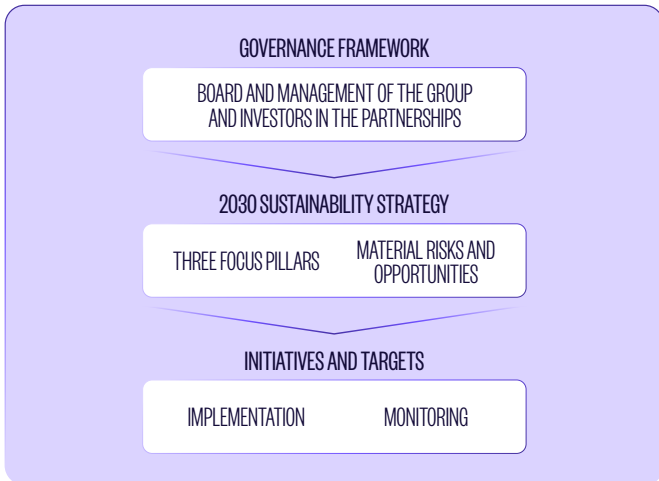 GOVERNANCE FRAMEWORK
BOARD AND MANAGEMENT OF THE GROUP
AND INVESTORS IN THE PARTNERSHIPS
2030 SUSTAINABILITY STRATEGY
THREE FOCUS PILLARS
MATERIAL RISKS AND
OPPORTUNITIES
INITIATIVES AND TARGETS
IMPLEMENTATION
MONITORING